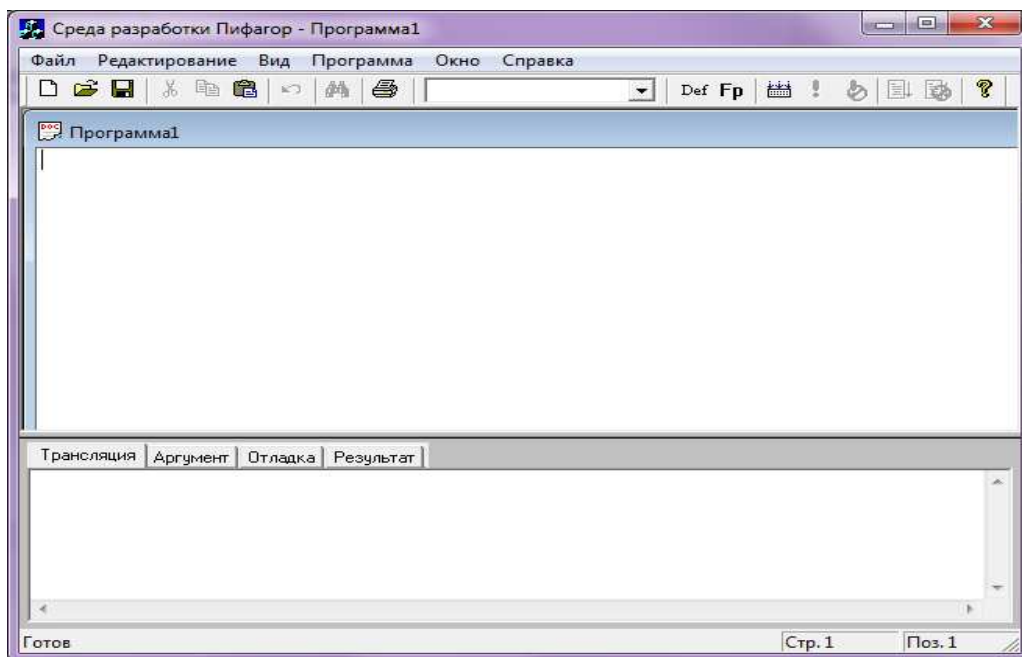 Среда разработки Пифагор - Программа1
Файл Редактирование Вид Программа Окно Справка
Def Fp ! ?
DOC Программа1
Трансляция Аргумент Отладка Результат
Готов Стр. 1 Поз. 1